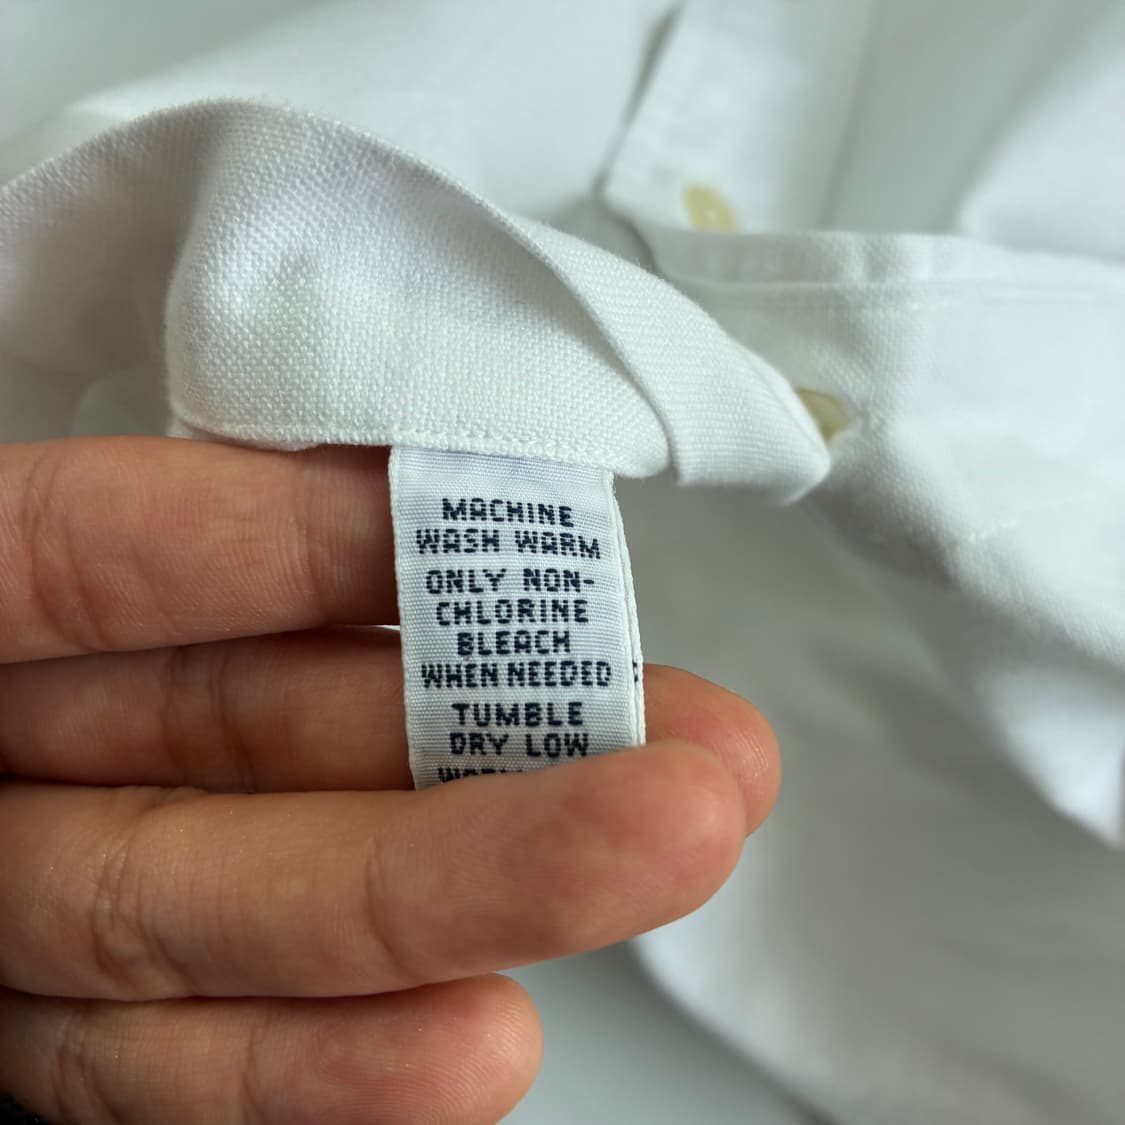 MACHINE
WASH WARM
ONLY NON-
CHLORINE
BLEACH
WHEN NEEDED
TUMBLE
DRY LOW